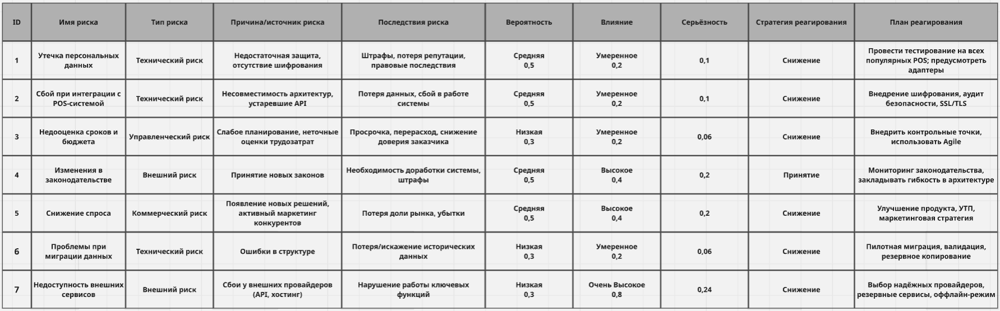 ID
Имя риска
Тип риска
Причина/источник риска
Последствия риска
Вероятность
Влияние
Серьёзность
Стратегия реагирования
План реагирования
1
Утечка персональных
данных
Технический риск
Недостаточная защита,
отсутствие шифрования
Штрафы, потеря репутации,
правовые последствия
Средняя
0,5
Умеренное
0,2
0,1
Снижение
Провести тестирование на всех
популярных POS; предусмотреть
адаптеры
2
Сбой при интеграции с
POS-системой
Технический риск
Несовместимость архитектур,
устаревшие API
Потеря данных, сбой в работе
системы
Средняя
0,5
Умеренное
0,2
0,1
Снижение
Внедрение шифрования, аудит
безопасности, SSL/TLS
3
Недооценка сроков и
бюджета
Управленческий риск
Слабое планирование, неточные
оценки трудозатрат
Просрочка, перерасход, снижение
доверия заказчика
Низкая
0,3
Умеренное
0,2
0,06
Снижение
Внедрить контрольные точки,
использовать Agile
4
Изменения в
законодательстве
Внешний риск
Принятие новых законов
Необходимость доработки системы,
штрафы
Средняя
0,5
Высокое
0,4
0,2
Принятие
Мониторинг законодательства,
закладывать гибкость в архитектуре
5
Снижение спроса
Коммерческий риск
Появление новых решений,
активный маркетинг
конкурентов
Потеря доли рынка, убытки
Средняя
0,5
Высокое
0,4
0,2
Снижение
Улучшение продукта, УТП,
маркетинговая стратегия
6
Проблемы при
миграции данных
Технический риск
Ошибки в структуре
Потеря/искажение исторических
данных
Низкая
0,3
Умеренное
0,2
0,06
Снижение
Пилотная миграция, валидация,
резервное копирование
7
Недоступность внешних
сервисов
Внешний риск
Сбои у внешних провайдеров
(API, хостинг)
Нарушение работы ключевых
функций
Низкая
0,3
Очень Высокое
0,8
0,24
Снижение
Выбор надёжных провайдеров,
резервные сервисы, оффлайн-режим